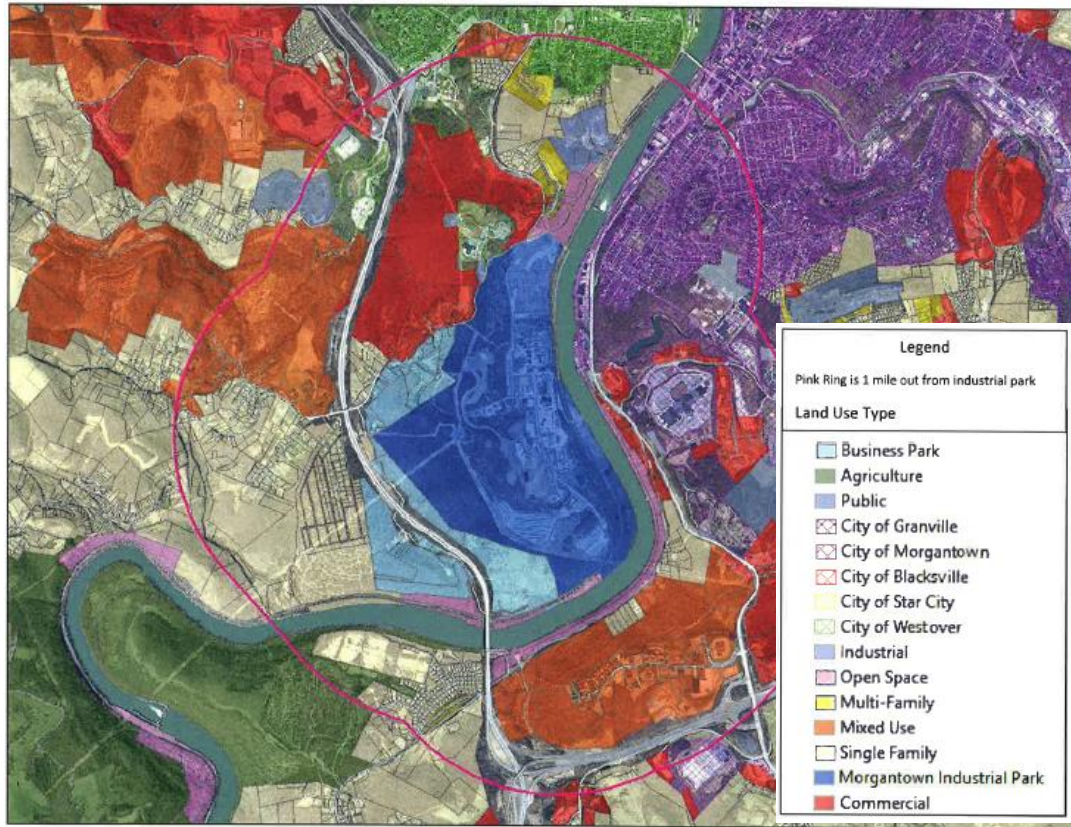 Legend
Pink Ring is 1 mile out from industrial park
Land Use Type
Business Park
Agriculture
Public
City of Granville
City of Morgantown
City of Blacksville
City of Star City
City of Westover
Industrial
Open Space
Multi-Family
Mixed Use
Single Family
Morgantown Industrial Park
Commercial